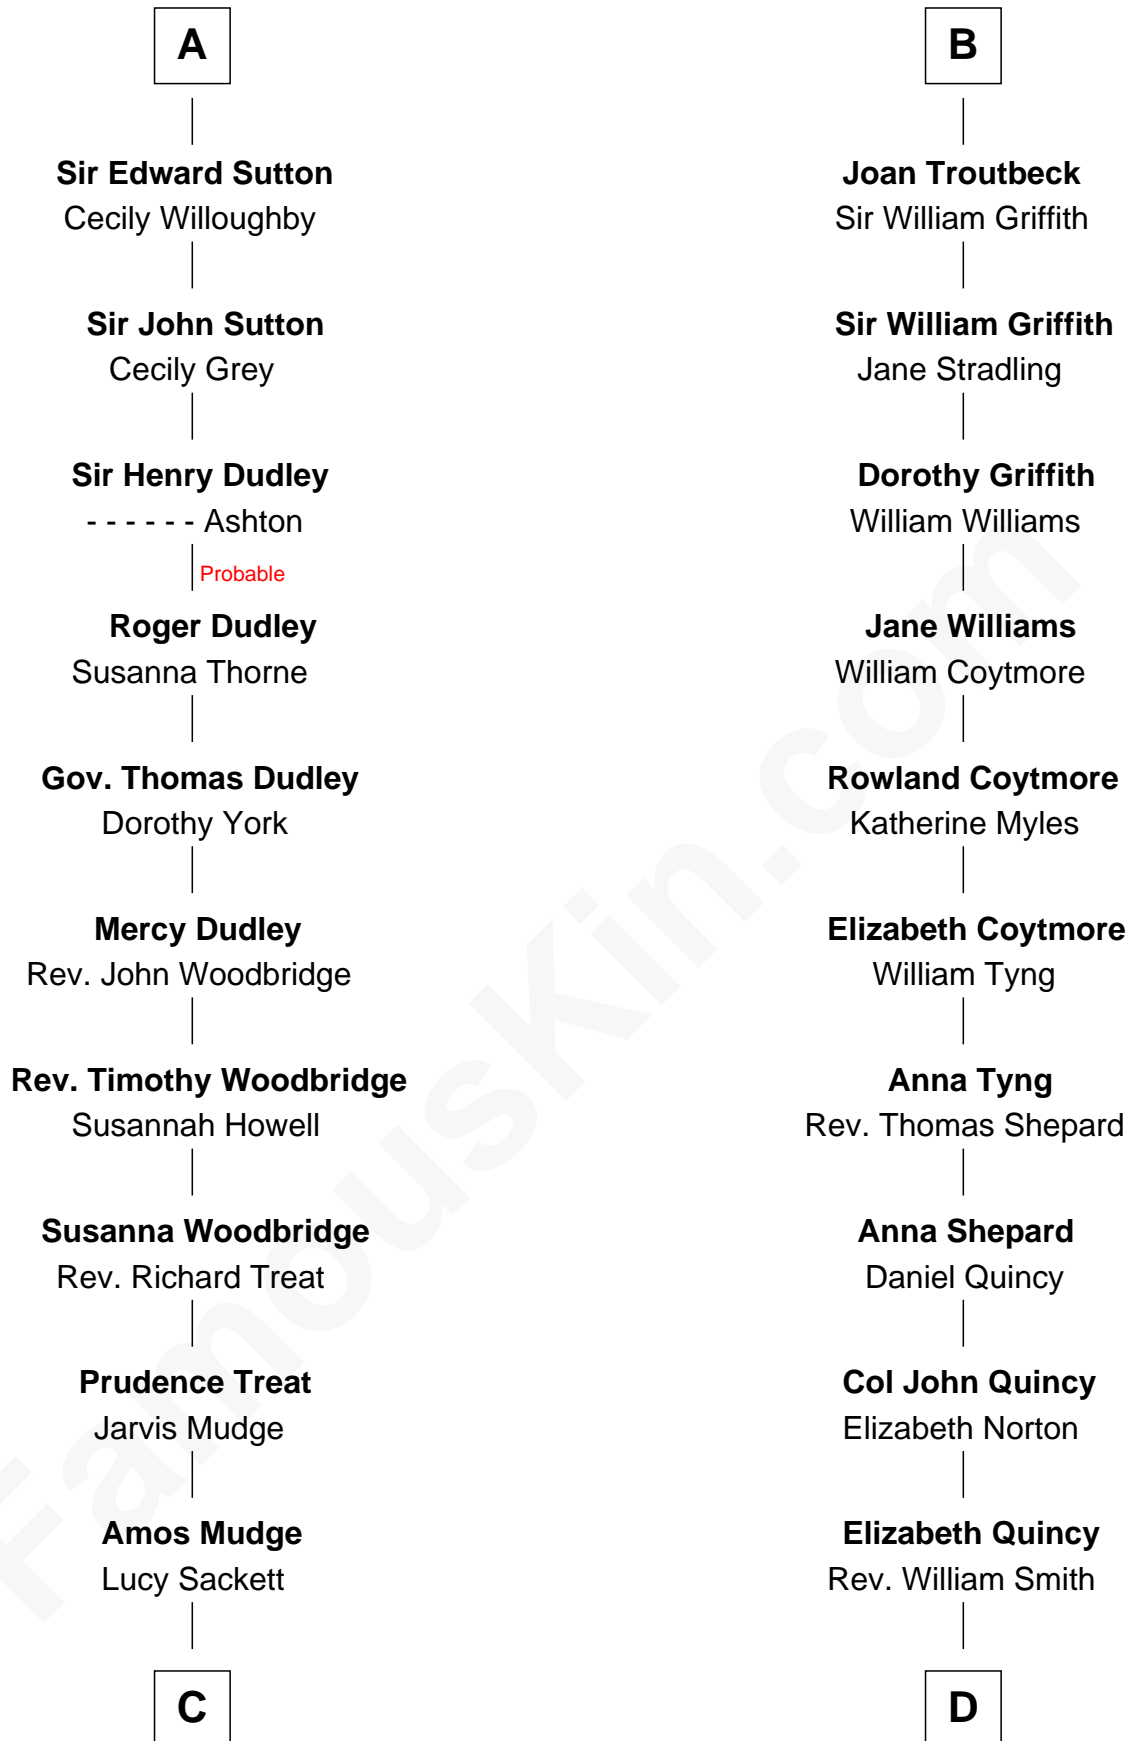 A
Sir Edward Sutton
Cecily Willoughby
Sir John Sutton
Cecily Grey
Sir Henry Dudley
- - - - - - Ashton
Probable
Roger Dudley
Susanna Thorne
Gov. Thomas Dudley
Dorothy York
Mercy Dudley
Rev. John Woodbridge
Rev. Timothy Woodbridge
Susannah Howell
Susanna Woodbridge
Rev. Richard Treat
Prudence Treat
Jarvis Mudge
Amos Mudge
Lucy Sackett
C
B
Joan Troutbeck
Sir William Griffith
Sir William Griffith
Jane Stradling
Dorothy Griffith
William Williams
Jane Williams
William Coytmore
Rowland Coytmore
Katherine Myles
Elizabeth Coytmore
William Tyng
Anna Tyng
Rev. Thomas Shepard
Anna Shepard
Daniel Quincy
Col John Quincy
Elizabeth Norton
Elizabeth Quincy
Rev. William Smith
D
FamousKin.com